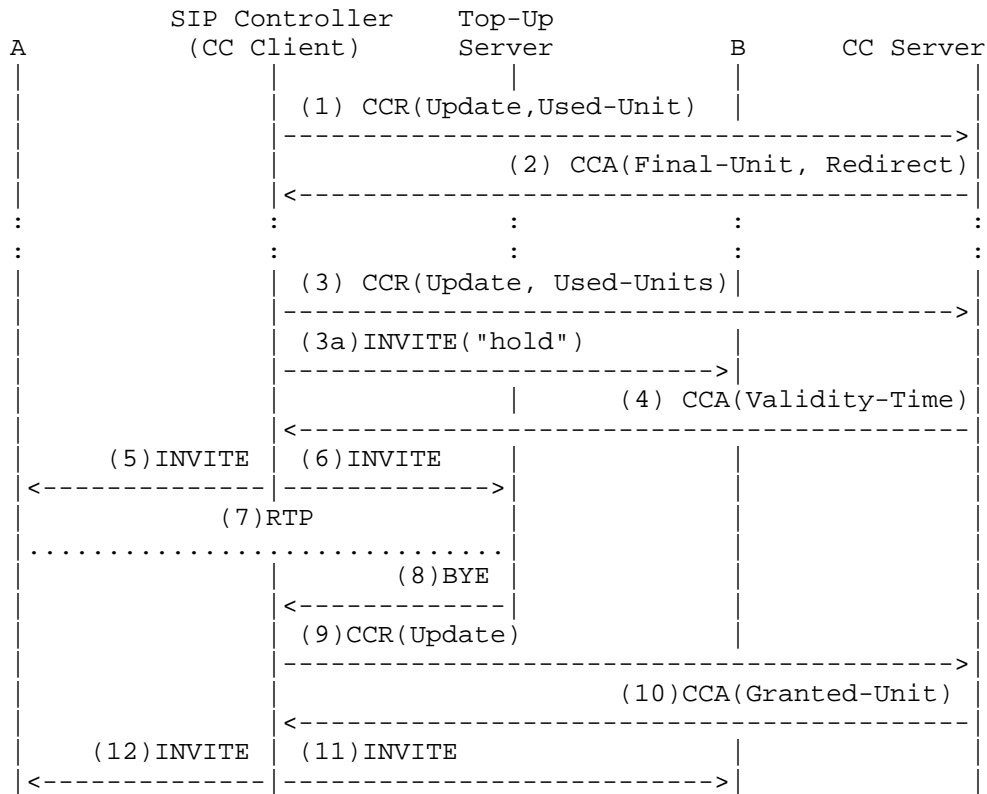 SIP Controller Top-Up
A (CC Client) Server B CC Server
(1) CCR(Update,Used-Unit)
(2) CCA(Final-Unit, Redirect)
: : : : :
: : : : :
(3) CCR(Update, Used-Units)
(3a)INVITE("hold")
(4) CCA(Validity-Time)
(5)INVITE (6)INVITE
(7)RTP
(8)BYE
(9)CCR(Update)
(10)CCA(Granted-Unit)
(12)INVITE (11)INVITE